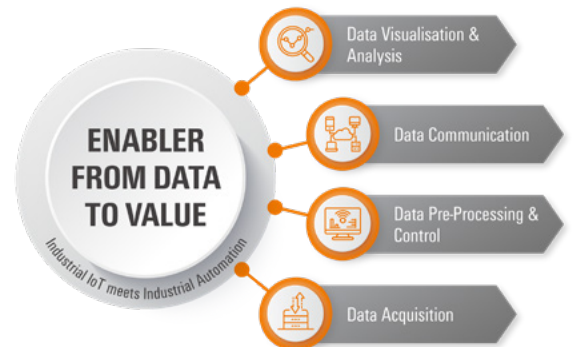 ENABLER
FROM DATA
TO VALUE
Industrial IoT meets Industrial Automation
Data Visualisation &
Analysis
Data Communication
Data Pre-Processing &
Control
Data Acquisition